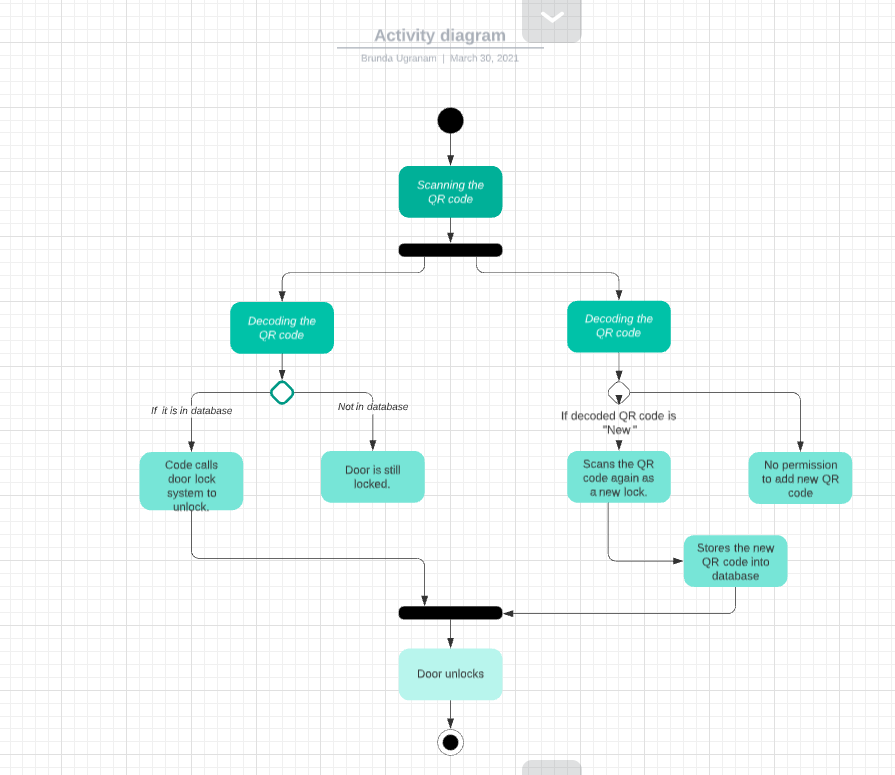 Activity diagram
Brunda Ugranam | March 30, 2021
Scanning the
QR code
Decoding the
QR code
Decoding the
QR code
If it is in database
Not in database
If decoded QR code is
"New"
Code calls
door lock
system to
unlock.
Door is still
locked.
Scans the QR
code again as
a new lock.
No permission
to add new QR
code
Stores the new
QR code into
database
Door unlocks